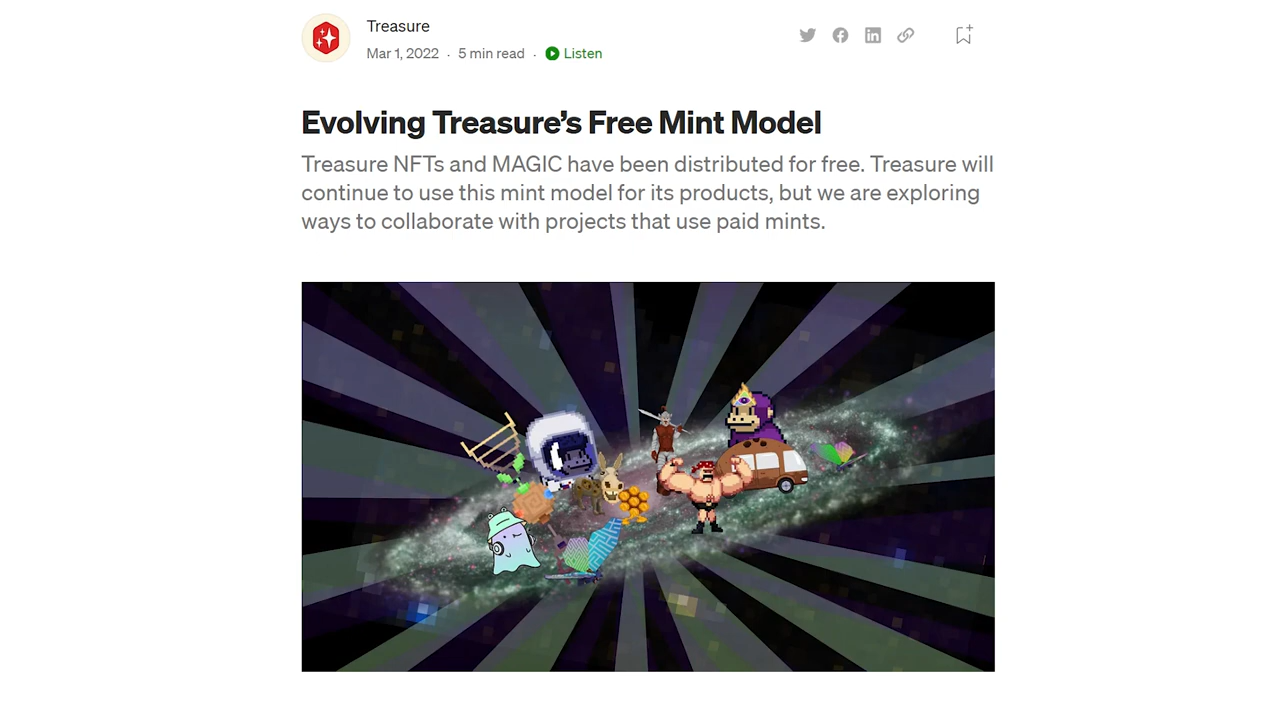 Treasure
Mar 1, 2022 · 5 min read · Listen
Evolving Treasure’s Free Mint Model
Treasure NFTs and MAGIC have been distributed for free. Treasure will
continue to use this mint model for its products, but we are exploring
ways to collaborate with projects that use paid mints.